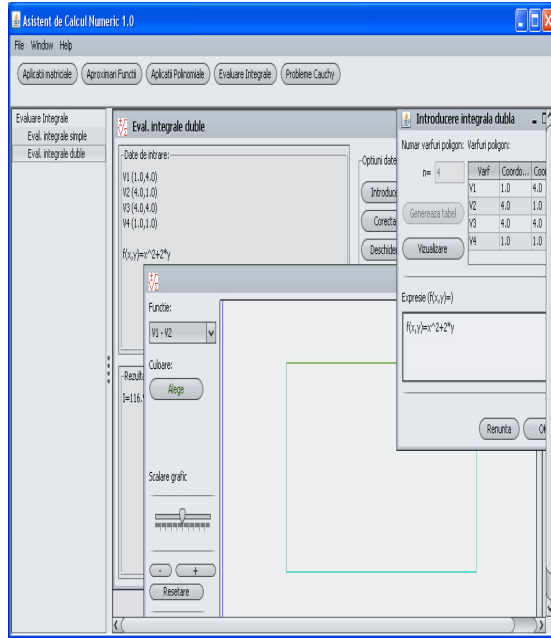 Asistent de Calcul Numeric 1.0
File Window Help
Aplicatii matriciale Aproximari Functii Aplicatii Polinomiale Evaluare Integrale Probleme Cauchy
Evaluare Integrale
Eval. integrale simple
Eval. integrale duble
Eval. integrale duble
Date de intrare:
V1 (1.0,4.0)
V2 (4.0,1.0)
V3 (4.0,4.0)
V4 (1.0,1.0)
f(x,y)=x^2+2*y
Optiuni date
Introduc
Corecta
Deschide
Rezulta
I=116.
Functie:
V1 - V2
Culoare:
Alege
Scalare grafic
- +
Resetare
Introducere integrala dubla
Numar varfuri poligon: Varfuri poligon:
n= 4
Genereaza tabel
Vizualizare
Varf Coordo... Coor
V1 1.0 4.0
V2 4.0 1.0
V3 4.0 4.0
V4 1.0 1.0
Expresie (f(x,y)=)
f(x,y)=x^2+2*y
Renunta OK